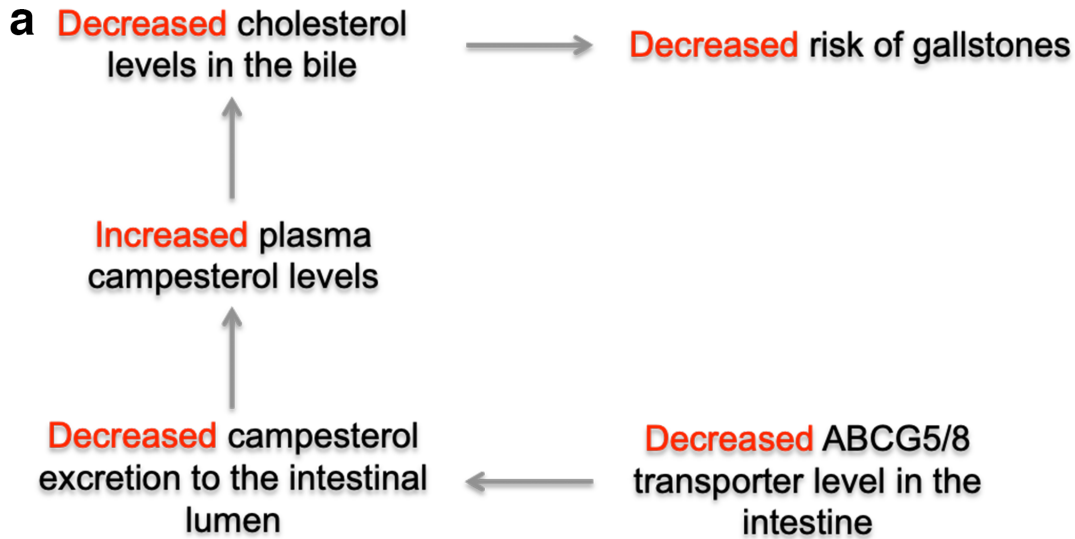 a
Decreased cholesterol
levels in the bile
Decreased risk of gallstones
Increased plasma
campesterol levels
Decreased campesterol
excretion to the intestinal
lumen
Decreased ABCG5/8
transporter level in the
intestine